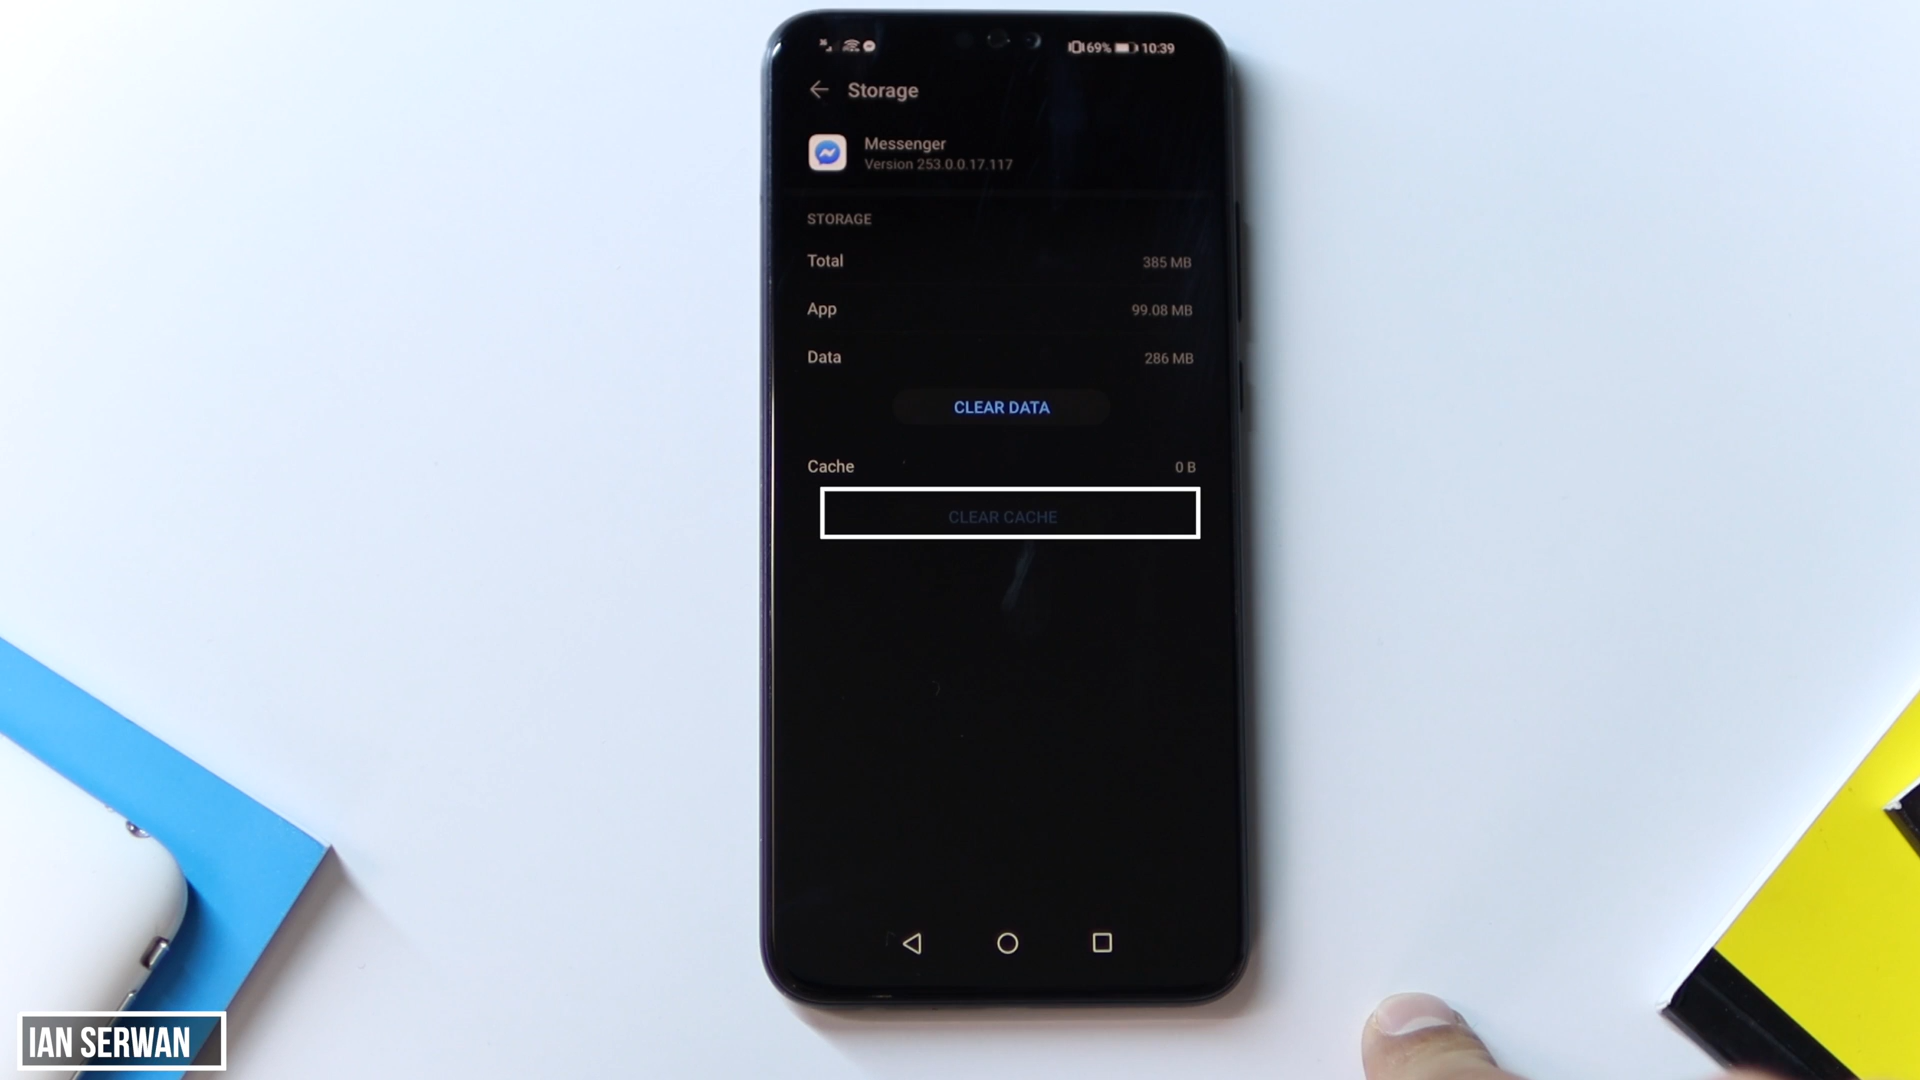 69% 10:39
Storage
Messenger
Version 253.0.0.17.117
STORAGE
Total 385 MB
App 99.08 MB
Data 286 MB
CLEAR DATA
Cache 0 B
CLEAR CACHE
IAN SERWAN